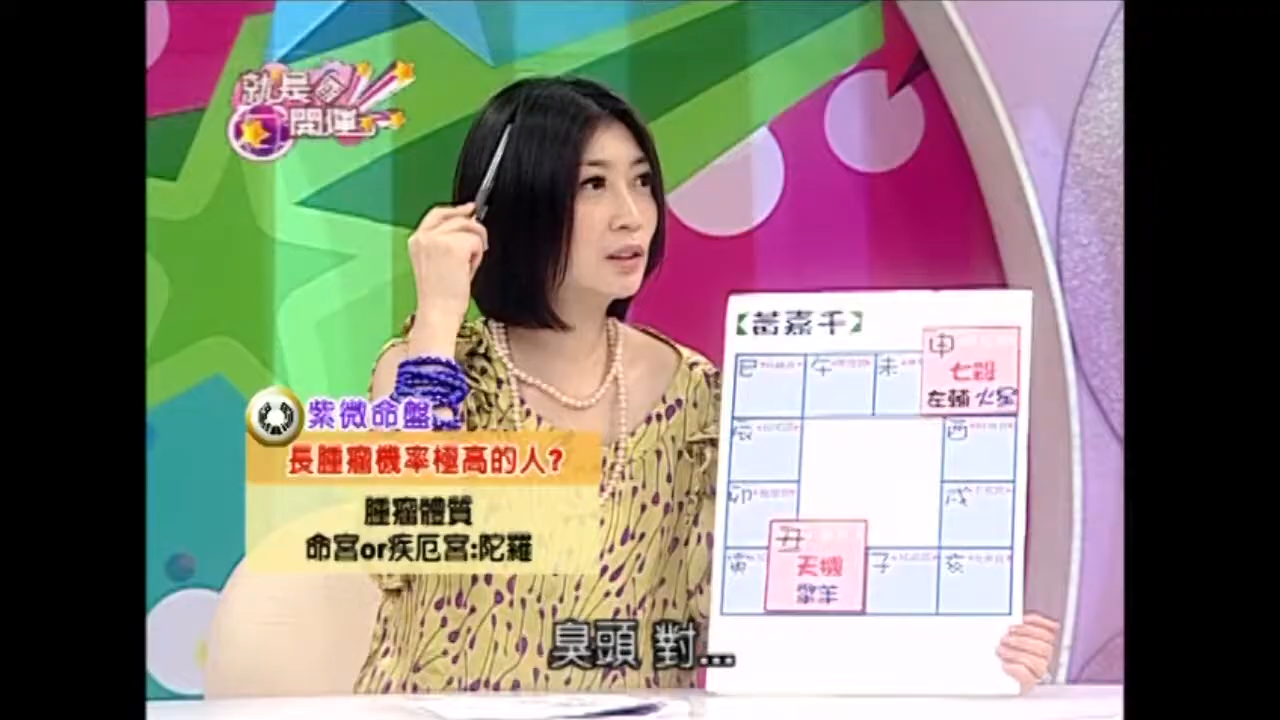 就是命
開運
【黃嘉千】
巳
午
未
申
七殺
左輔 火星
辰
酉
卯
戌
寅
丑
天機
擎羊
子
亥
紫微命盤
長腫瘤機率極高的人?
腫瘤體質
命宮or疾厄宮:陀羅
臭頭 對...